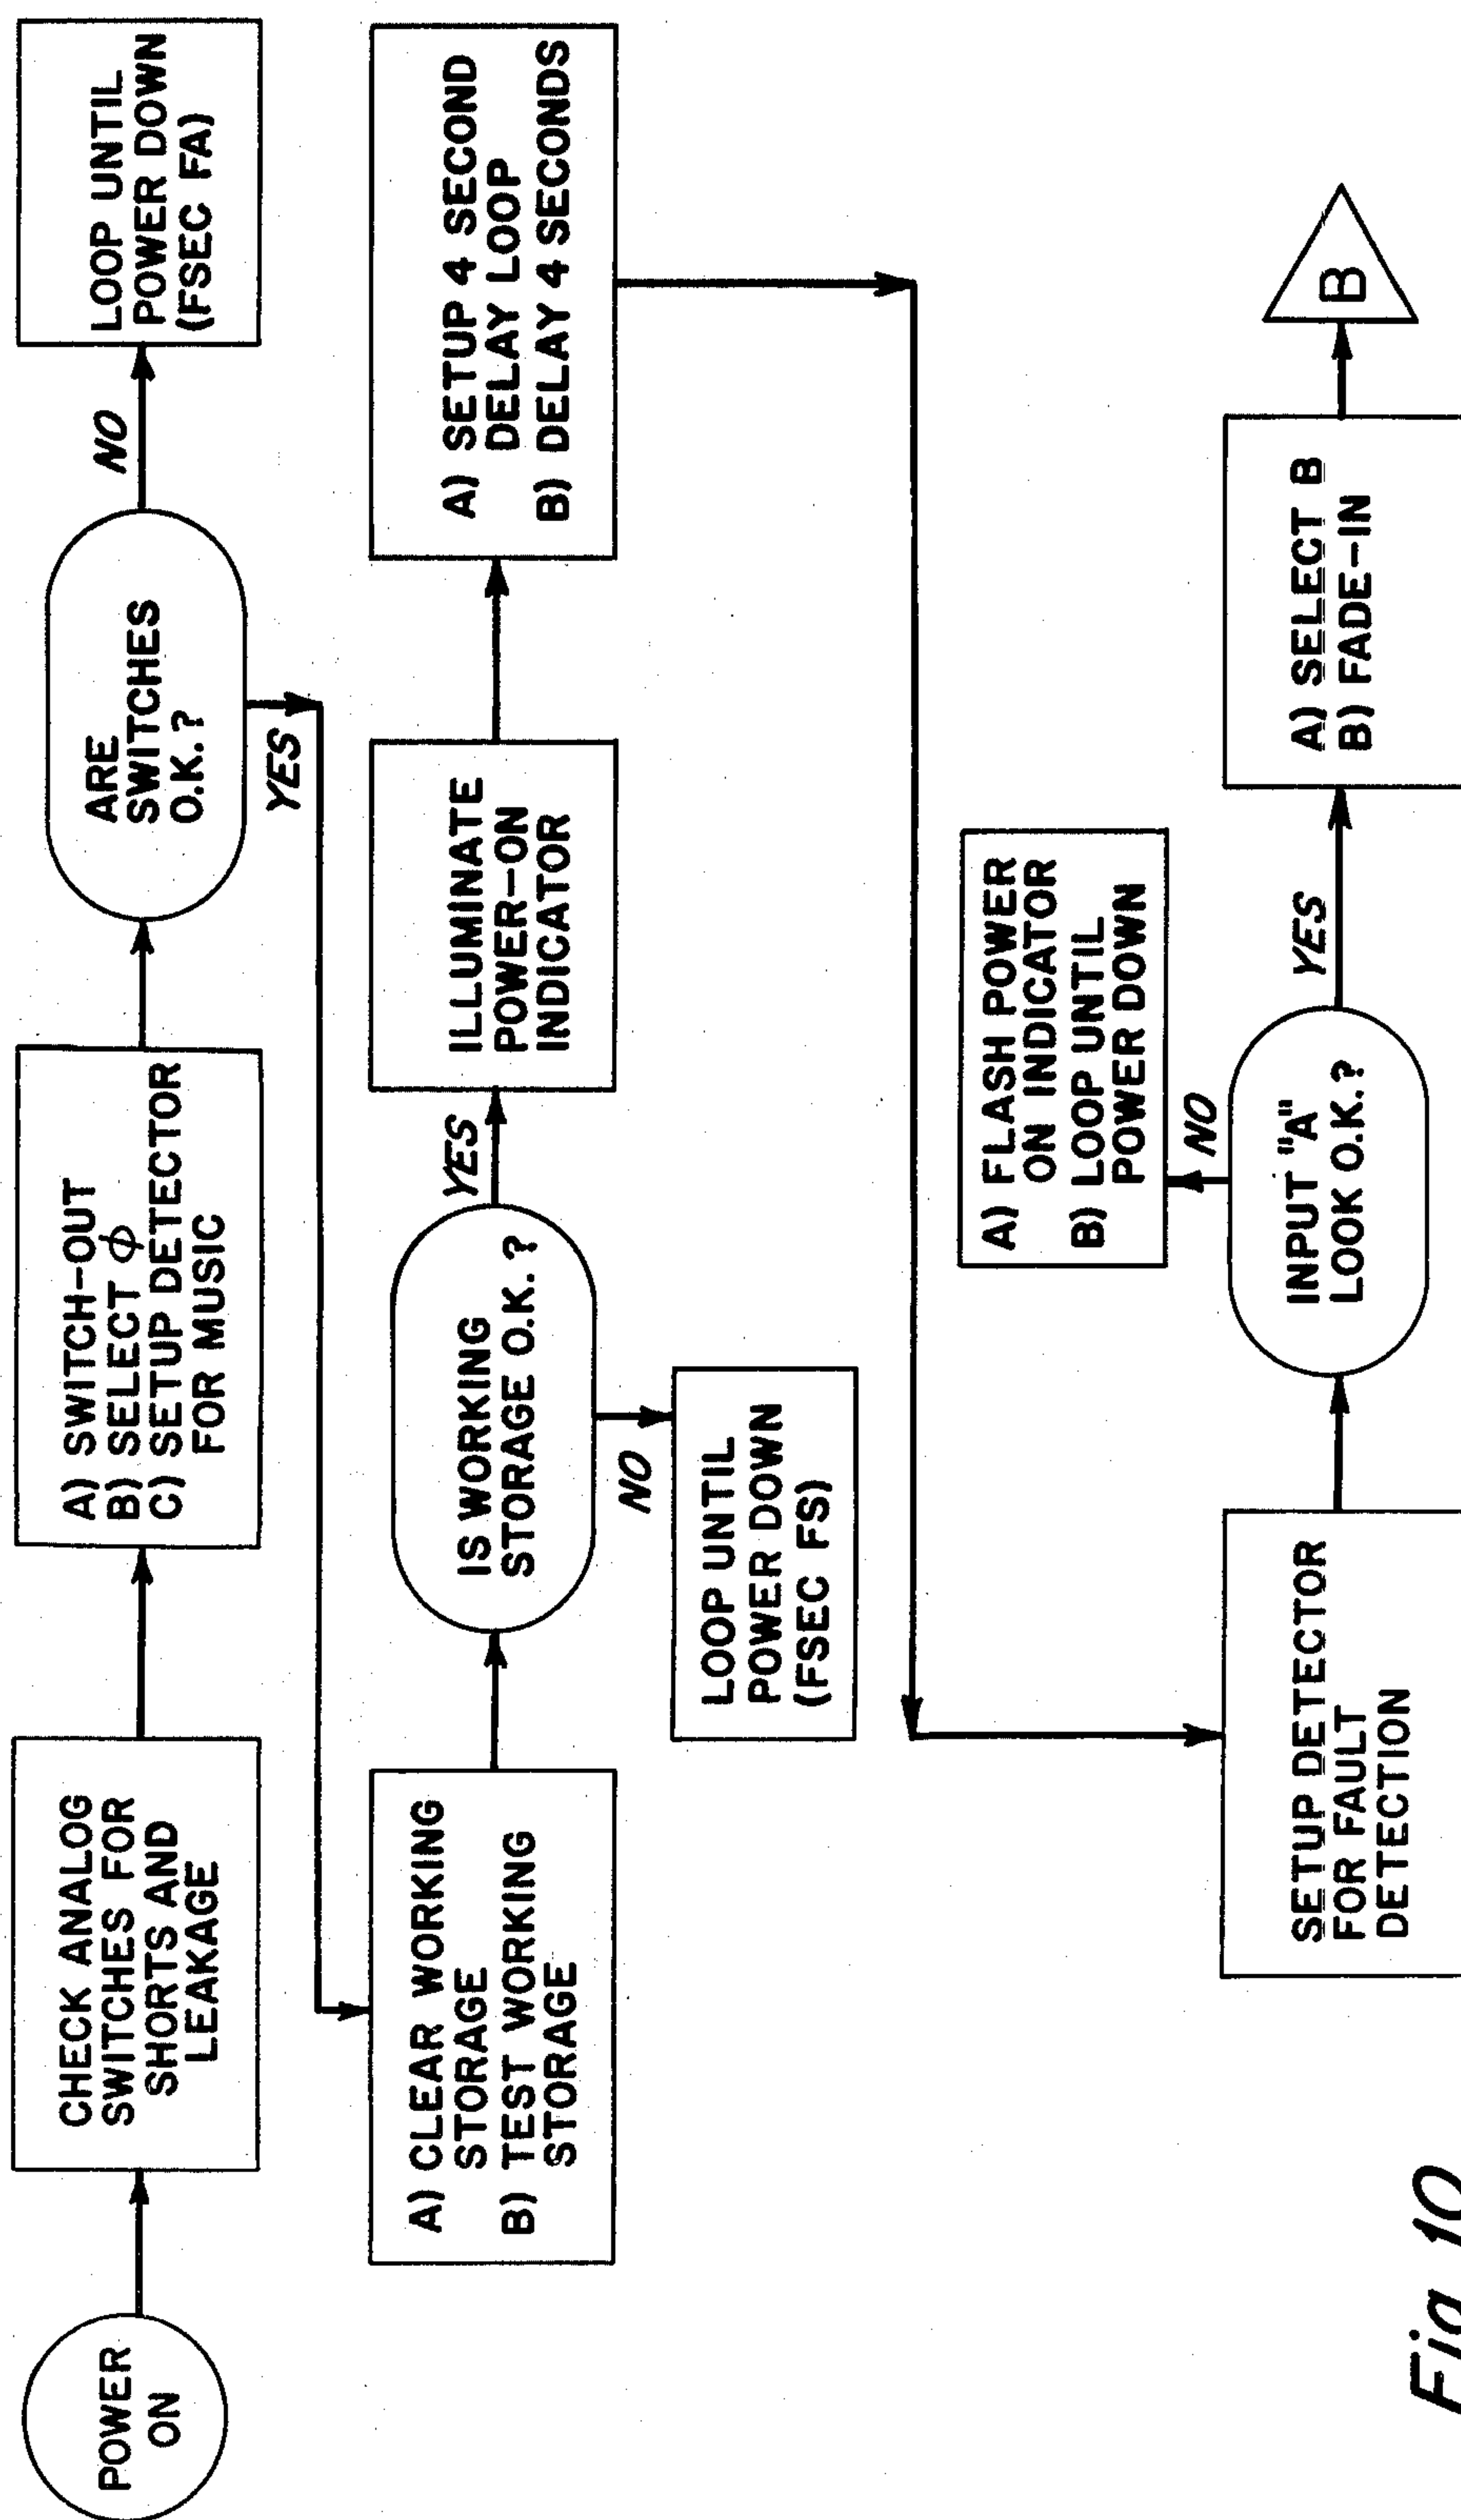 POWER
ON
CHECK ANALOG
SWITCHES FOR
SHORTS AND
LEAKAGE
A) SWITCH-OUT
B) SELECT ϕ
C) SETUP DETECTOR
FOR MUSIC
ARE
SWITCHES
O.K.?
NO
LOOP UNTIL
POWER DOWN
(FSEC FA)
YES
A) CLEAR WORKING
STORAGE
B) TEST WORKING
STORAGE
IS WORKING
STORAGE O.K. ?
NO
LOOP UNTIL
POWER DOWN
(FSEC FS)
YES
ILLUMINATE
POWER-ON
INDICATOR
A) SETUP 4 SECOND
DELAY LOOP
B) DELAY 4 SECONDS
SETUP DETECTOR
FOR FAULT
DETECTION
INPUT "A"
LOOK O.K.?
NO
A) FLASH POWER
ON INDICATOR
B) LOOP UNTIL
POWER DOWN
YES
A) SELECT B
B) FADE-IN
B
Fig. 10